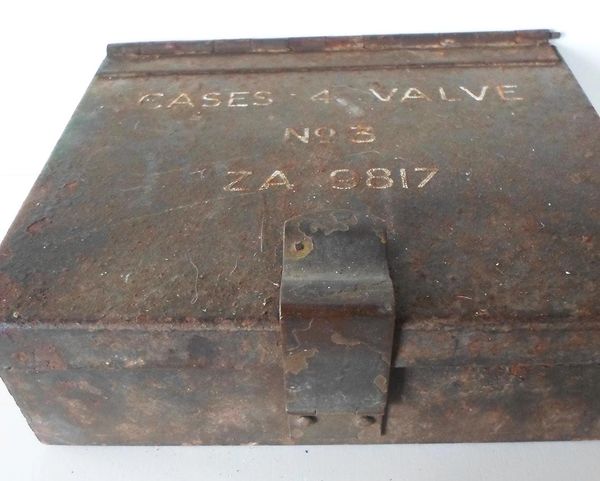 CASES 4 VALVE
No 3
ZA 9817